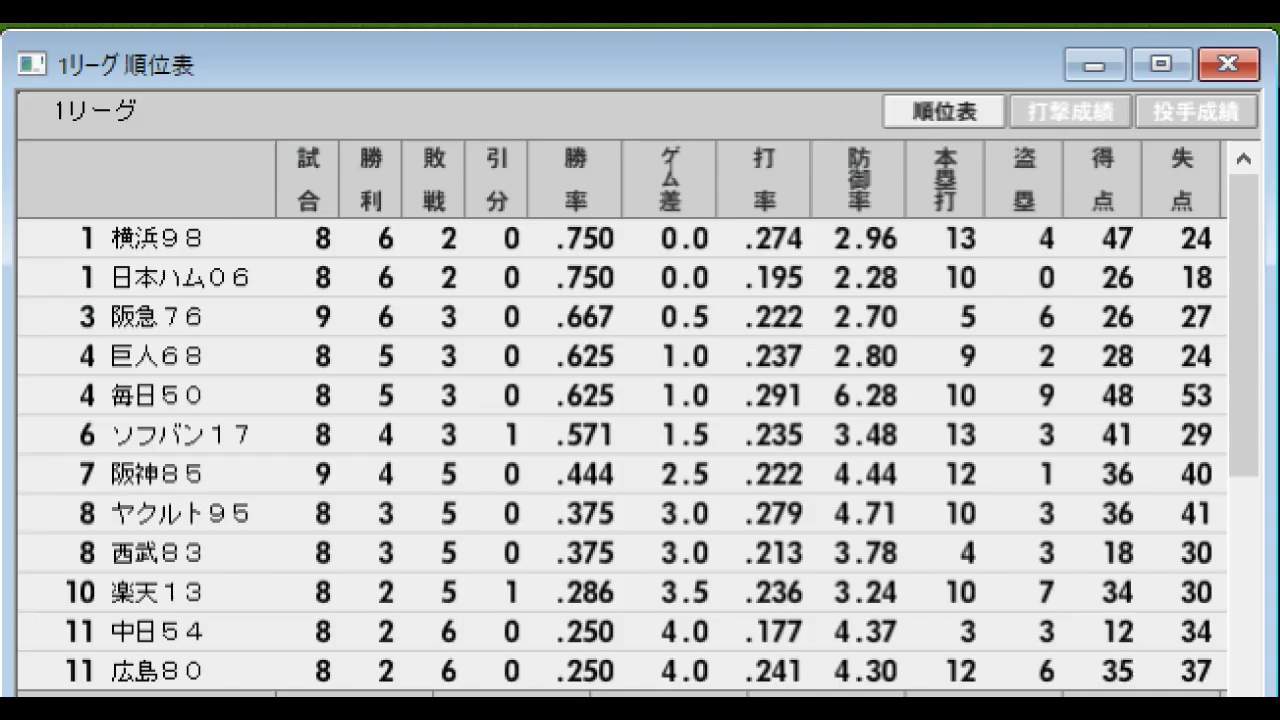 1リーグ順位表
1リーグ 順位表 打撃成績 投手成績
試合 勝利 敗戦 引分 勝率 ゲム差 打率 防御率 本塁打 盗塁 得点 失点
1 横浜９８ 8 6 2 0 .750 0.0 .274 2.96 13 4 47 24
1 日本ハム０６ 8 6 2 0 .750 0.0 .195 2.28 10 0 26 18
3 阪急７６ 9 6 3 0 .667 0.5 .222 2.70 5 6 26 27
4 巨人６８ 8 5 3 0 .625 1.0 .237 2.80 9 2 28 24
4 毎日５０ 8 5 3 0 .625 1.0 .291 6.28 10 9 48 53
6 ソフバン１７ 8 4 3 1 .571 1.5 .235 3.48 13 3 41 29
7 阪神８５ 9 4 5 0 .444 2.5 .222 4.44 12 1 36 40
8 ヤクルト９５ 8 3 5 0 .375 3.0 .279 4.71 10 3 36 41
8 西武８３ 8 3 5 0 .375 3.0 .213 3.78 4 3 18 30
10 楽天１３ 8 2 5 1 .286 3.5 .236 3.24 10 7 34 30
11 中日５４ 8 2 6 0 .250 4.0 .177 4.37 3 3 12 34
11 広島８０ 8 2 6 0 .250 4.0 .241 4.30 12 6 35 37